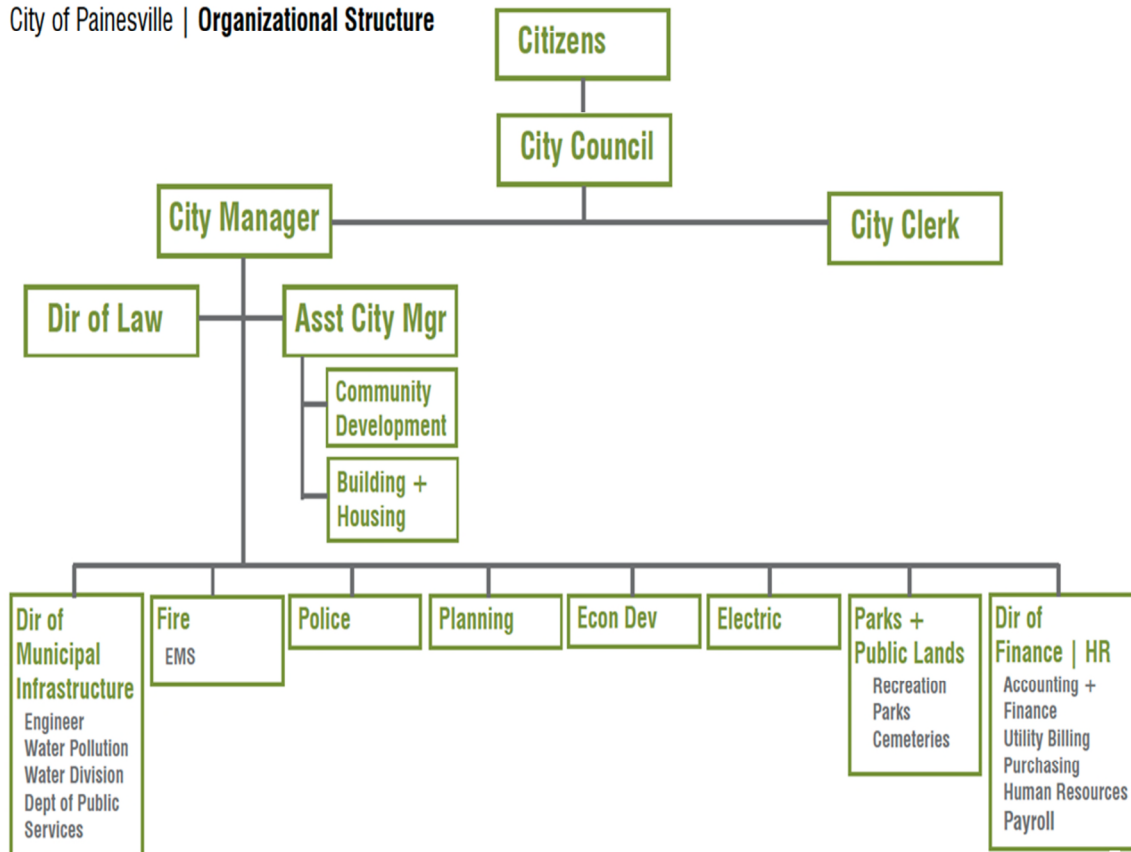 City of Painesville | Organizational Structure
Citizens
City Council
City Manager
City Clerk
Dir of Law
Asst City Mgr
Community
Development
Building +
Housing
Dir of
Municipal
Infrastructure
Engineer
Water Pollution
Water Division
Dept of Public
Services
Fire
EMS
Police
Planning
Econ Dev
Electric
Parks +
Public Lands
Recreation
Parks
Cemeteries
Dir of
Finance | HR
Accounting +
Finance
Utility Billing
Purchasing
Human Resources
Payroll